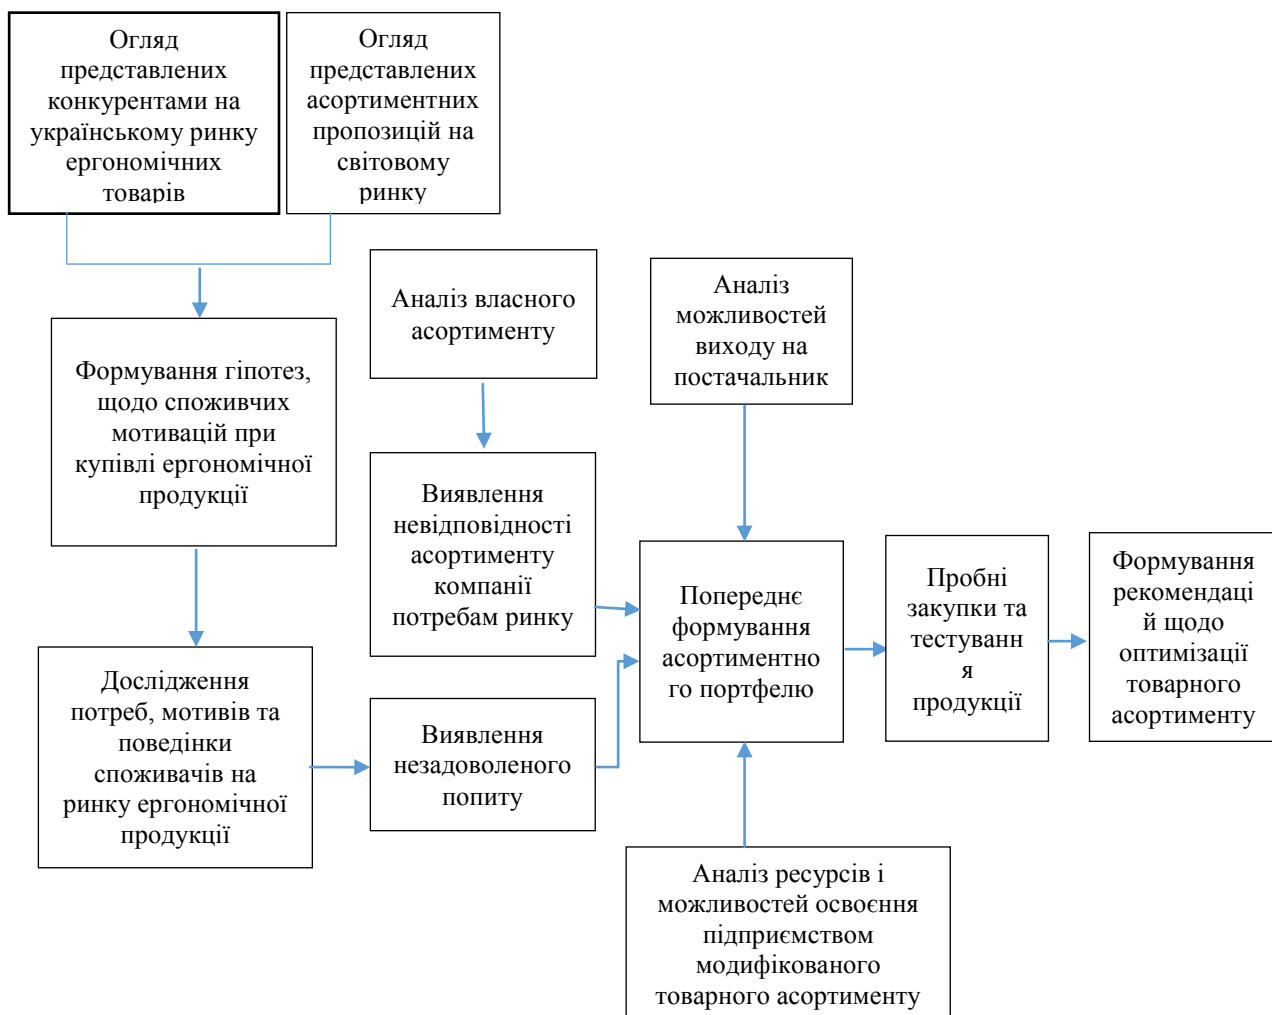 Огляд
представлених
конкурентами на
українському ринку
ергономічних
товарів
Огляд
представлених
асортиментних
пропозицій на
світовому
ринку
Аналіз власного
асортименту
Аналіз
можливостей
виходу на
постачальник
Формування гіпотез,
щодо споживчих
мотивацій при
купівлі ергономічної
продукції
Виявлення
невідповідності
асортименту
компанії
потребам ринку
Попереднє
формування
асортиментно
го портфелю
Пробні
закупки та
тестуванн
я
продукції
Формування
рекомендаці
й щодо
оптимізації
товарного
асортименту
Дослідження
потреб, мотивів та
поведінки
споживачів на
ринку ергономічної
продукції
Виявлення
незадоволеного
попиту
Аналіз ресурсів і
можливостей освоєння
підприємством
модифікованого
товарного асортименту